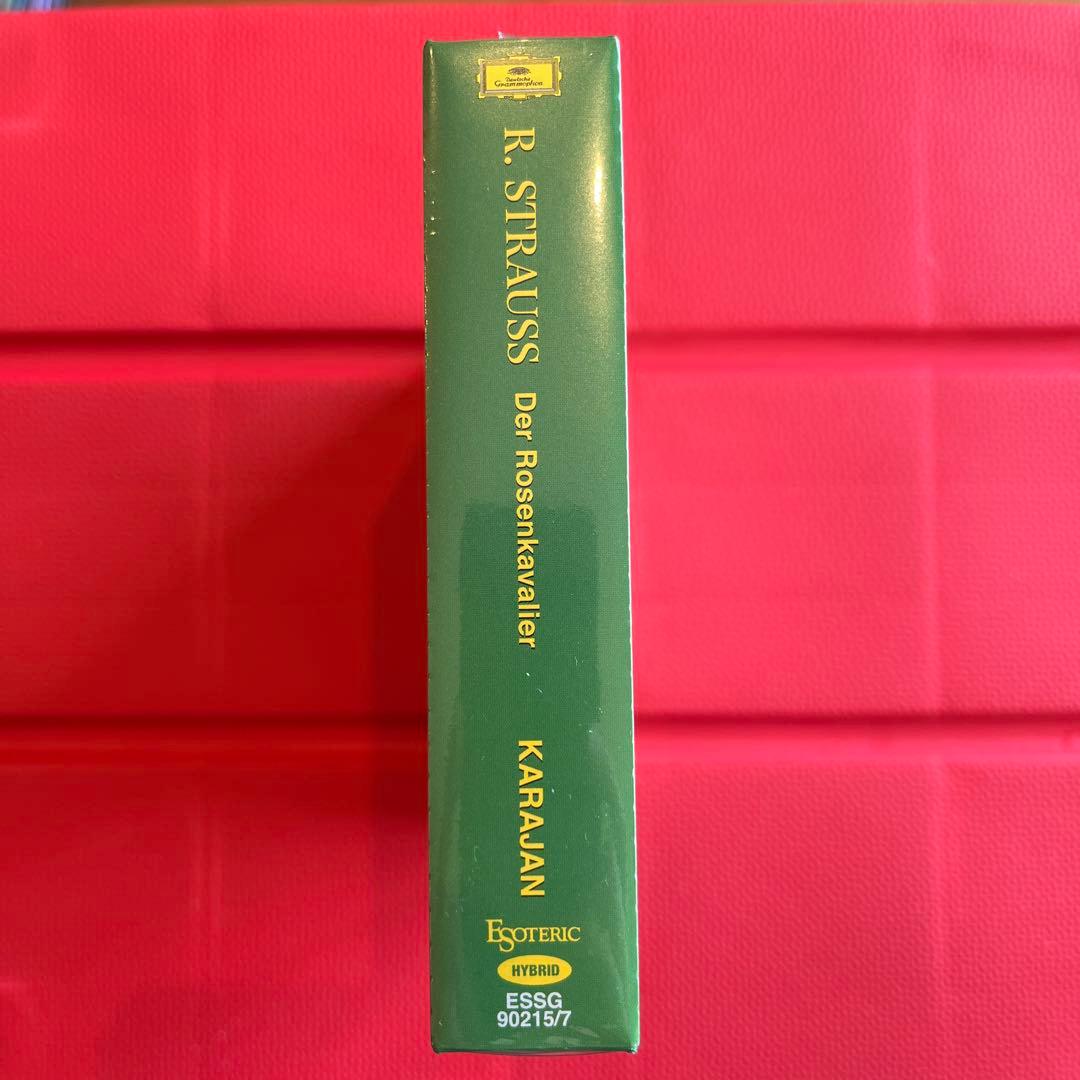 Deutsche
Grammophon
R. STRAUSS Der Rosenkavalier KARAJAN
ESOTERIC
HYBRID
ESSG
90215/7